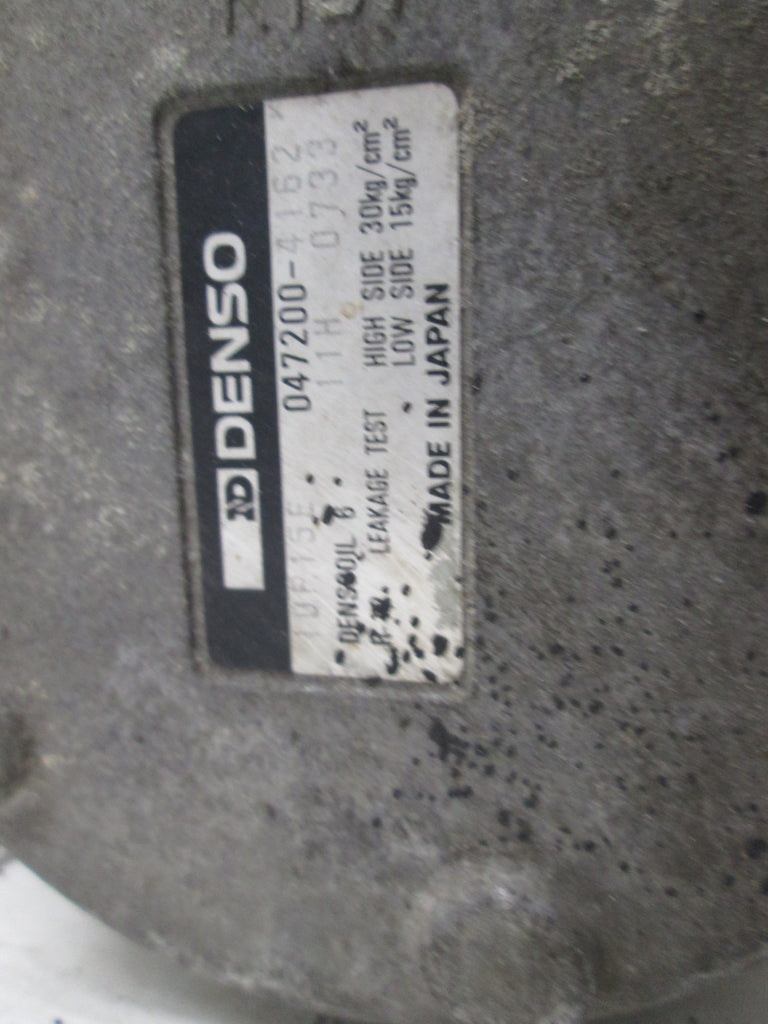 ND DENSO
10P15E 047200-4162
DENSOOIL 6 11H 0733
LEAKAGE TEST HIGH SIDE 30kg/cm²
LOW SIDE 15kg/cm²
MADE IN JAPAN